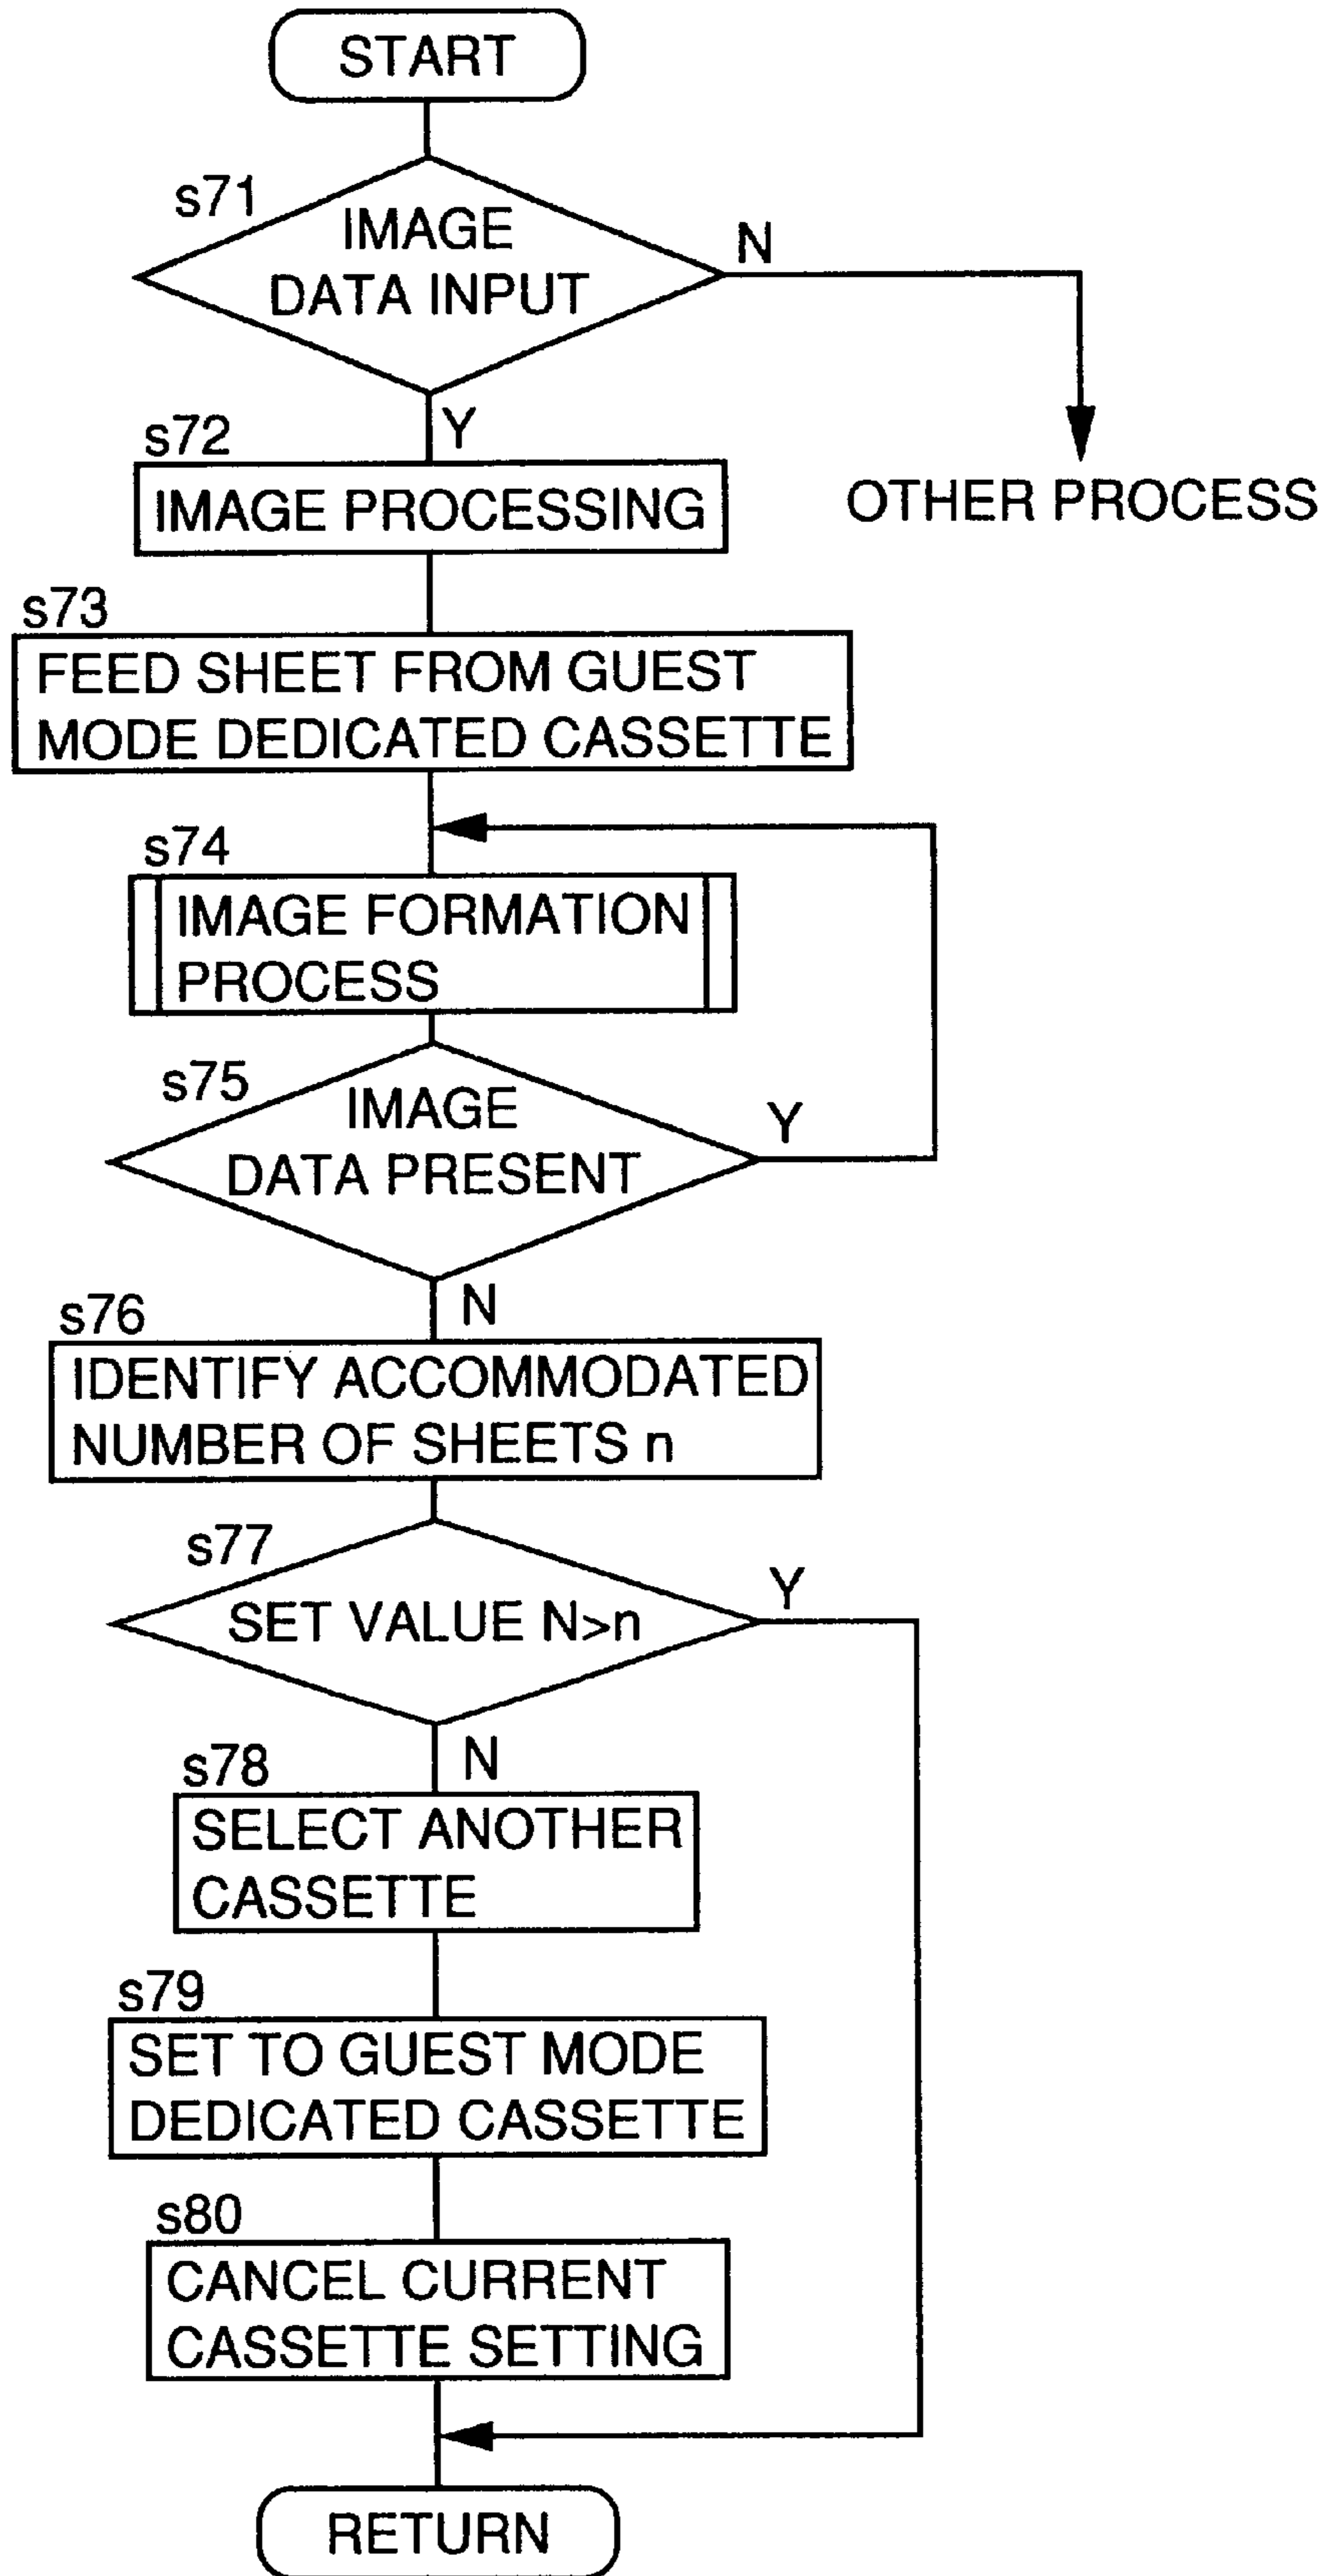 START
s71
IMAGE
DATA INPUT
N
Y
s72
IMAGE PROCESSING
OTHER PROCESS
s73
FEED SHEET FROM GUEST
MODE DEDICATED CASSETTE
s74
IMAGE FORMATION
PROCESS
s75
IMAGE
DATA PRESENT
Y
N
s76
IDENTIFY ACCOMMODATED
NUMBER OF SHEETS n
s77
SET VALUE N>n
Y
N
s78
SELECT ANOTHER
CASSETTE
s79
SET TO GUEST MODE
DEDICATED CASSETTE
s80
CANCEL CURRENT
CASSETTE SETTING
RETURN